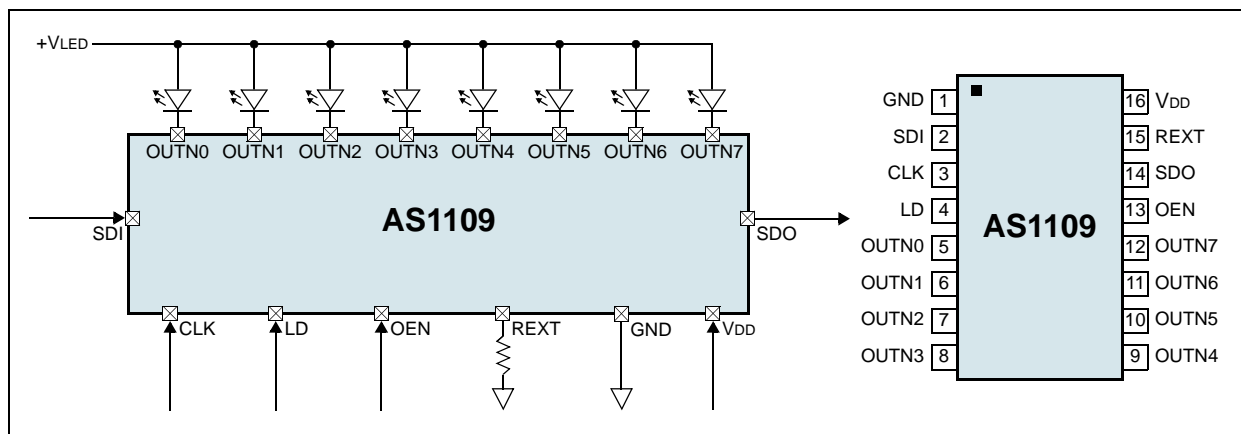 +VLED
OUTN0 OUTN1 OUTN2 OUTN3 OUTN4 OUTN5 OUTN6 OUTN7
AS1109
SDI
SDO
CLK LD OEN REXT GND VDD
GND 1
SDI 2
CLK 3
LD 4
OUTN0 5
OUTN1 6
OUTN2 7
OUTN3 8
AS1109
16 VDD
15 REXT
14 SDO
13 OEN
12 OUTN7
11 OUTN6
10 OUTN5
9 OUTN4